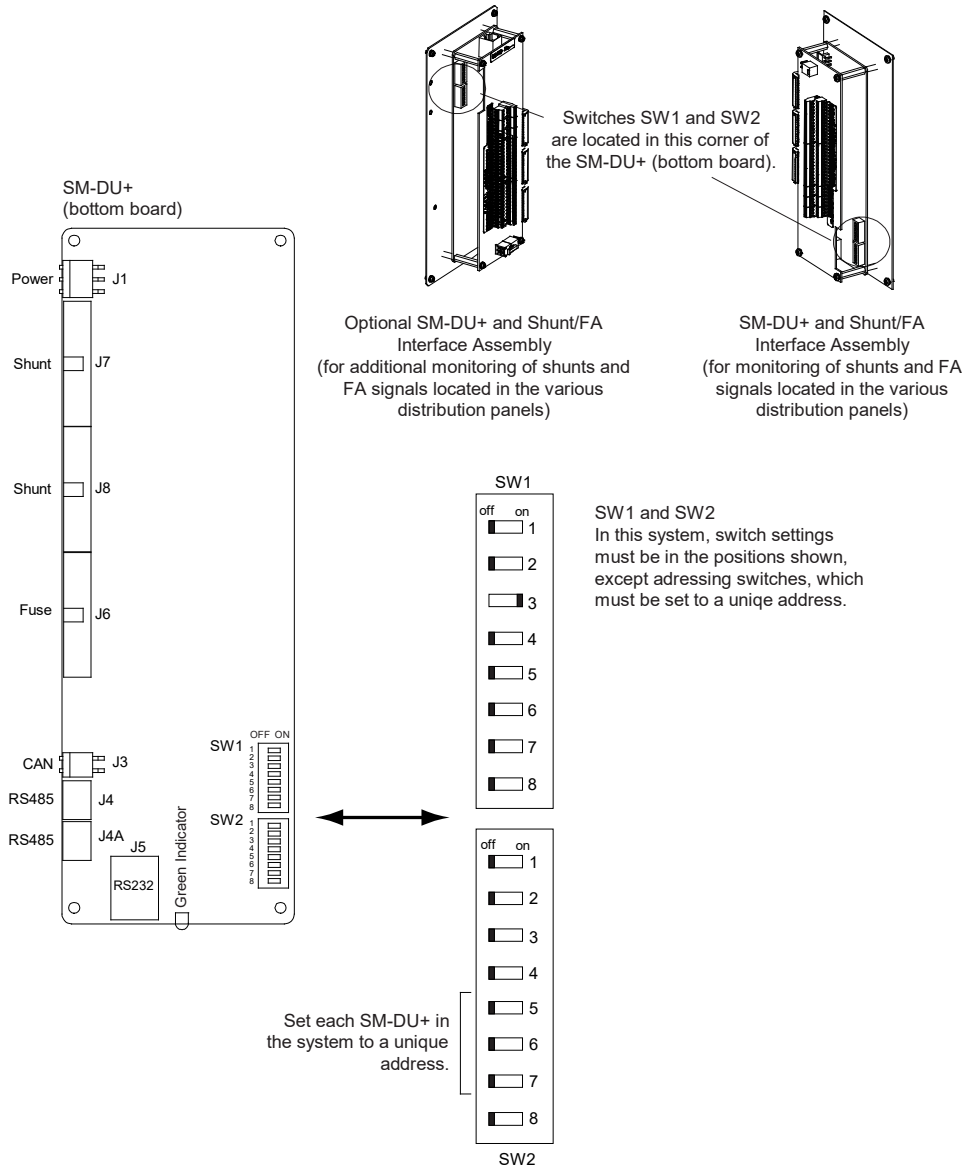 Switches SW1 and SW2
are located in this corner of
the SM-DU+ (bottom board).
Optional SM-DU+ and Shunt/FA
Interface Assembly
(for additional monitoring of shunts and
FA signals located in the various
distribution panels)
SM-DU+ and Shunt/FA
Interface Assembly
(for monitoring of shunts and FA
signals located in the various
distribution panels)
SM-DU+
(bottom board)
Power
J1
Shunt
J7
Shunt
J8
Fuse
J6
CAN
J3
RS485
J4
RS485
J4A
J5
RS232
Green Indicator
OFF ON
SW1
1
2
3
4
5
6
7
8
SW2
1
2
3
4
5
6
7
8
SW1
off on
1
2
3
4
5
6
7
8
SW1 and SW2
In this system, switch settings
must be in the positions shown,
except adressing switches, which
must be set to a uniqe address.
off on
1
2
3
4
5
6
7
8
SW2
Set each SM-DU+ in
the system to a unique
address.